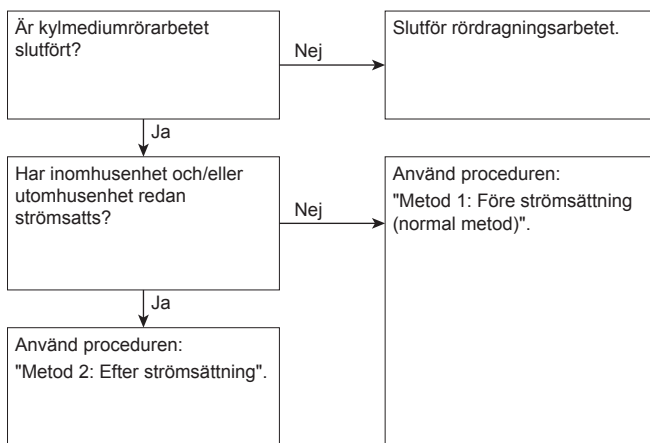 Är kylmediumrörarbetet
slutfört?
Nej
Slutför rördragningsarbetet.
Ja
Har inomhusenhet och/eller
utomhusenhet redan
strömsatts?
Nej
Använd proceduren:
"Metod 1: Före strömsättning
(normal metod)".
Ja
Använd proceduren:
"Metod 2: Efter strömsättning".